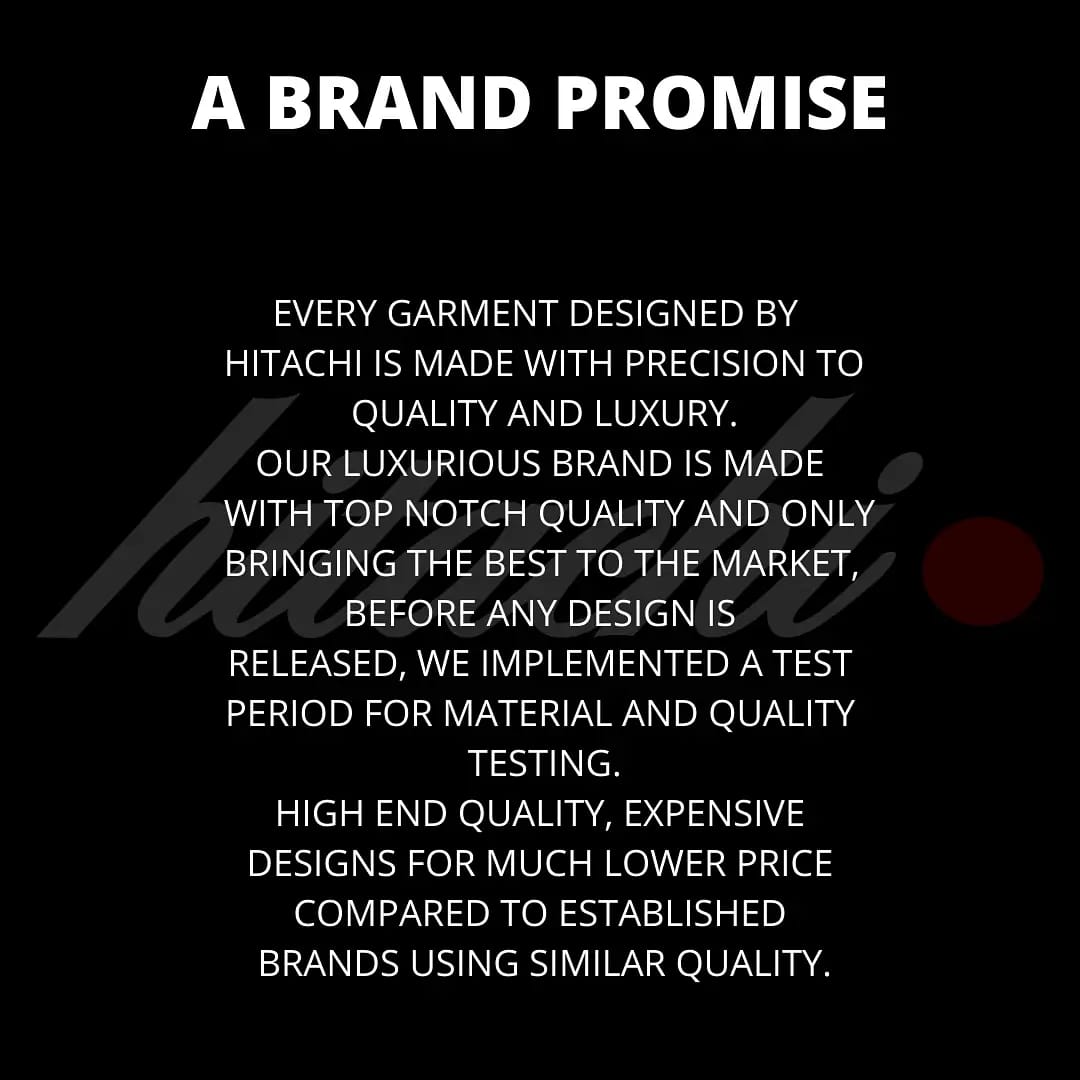 A BRAND PROMISE
EVERY GARMENT DESIGNED BY
HITACHI IS MADE WITH PRECISION TO
QUALITY AND LUXURY.
OUR LUXURIOUS BRAND IS MADE
WITH TOP NOTCH QUALITY AND ONLY
BRINGING THE BEST TO THE MARKET,
BEFORE ANY DESIGN IS
RELEASED, WE IMPLEMENTED A TEST
PERIOD FOR MATERIAL AND QUALITY
TESTING.
HIGH END QUALITY, EXPENSIVE
DESIGNS FOR MUCH LOWER PRICE
COMPARED TO ESTABLISHED
BRANDS USING SIMILAR QUALITY.
hitachi